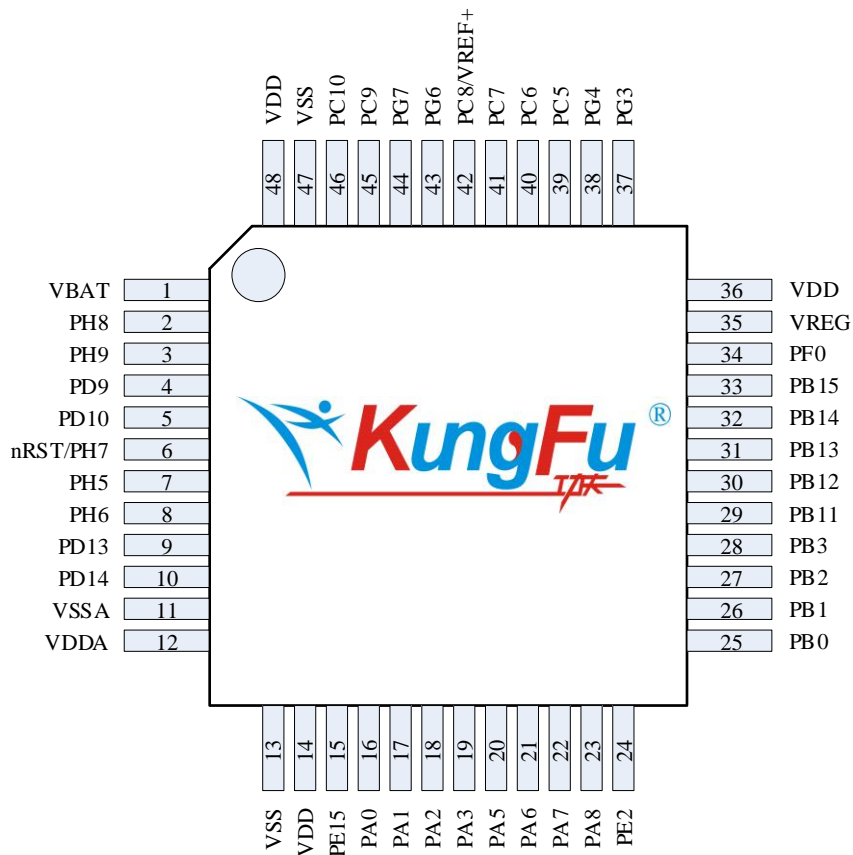 VDD
VSS
PC10
PC9
PG7
PG6
PC8/VREF+
PC7
PC6
PC5
PG4
PG3
48
47
46
45
44
43
42
41
40
39
38
37
VBAT 1
PH8 2
PH9 3
PD9 4
PD10 5
nRST/PH7 6
PH5 7
PH6 8
PD13 9
PD14 10
VSSA 11
VDDA 12
KungFu ®
功夫
36 VDD
35 VREG
34 PF0
33 PB15
32 PB14
31 PB13
30 PB12
29 PB11
28 PB3
27 PB2
26 PB1
25 PB0
13
14
15
16
17
18
19
20
21
22
23
24
VSS
VDD
PE15
PA0
PA1
PA2
PA3
PA5
PA6
PA7
PA8
PE2